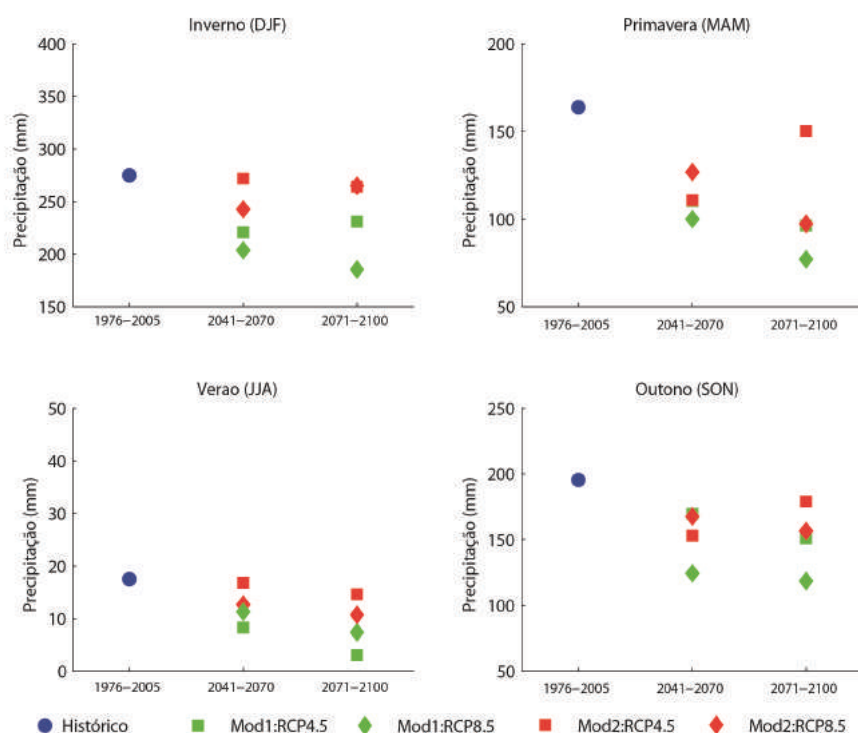 Inverno (DJF)
Precipitação (mm)
400
350
300
250
200
150
1976–2005
2041–2070
2071–2100
Primavera (MAM)
Precipitação (mm)
200
150
100
50
1976–2005
2041–2070
2071–2100
Verao (JJA)
Precipitação (mm)
50
40
30
20
10
0
1976–2005
2041–2070
2071–2100
Outono (SON)
Precipitação (mm)
250
200
150
100
50
1976–2005
2041–2070
2071–2100
Histórico
Mod1:RCP4.5
Mod1:RCP8.5
Mod2:RCP4.5
Mod2:RCP8.5